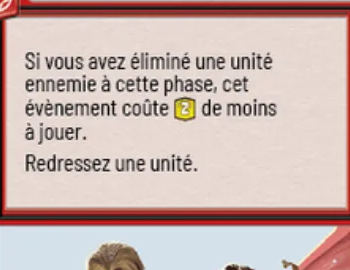 Si vous avez éliminé une unité
ennemie à cette phase, cet
évènement coûte 2 de moins
à jouer.
Redressez une unité.